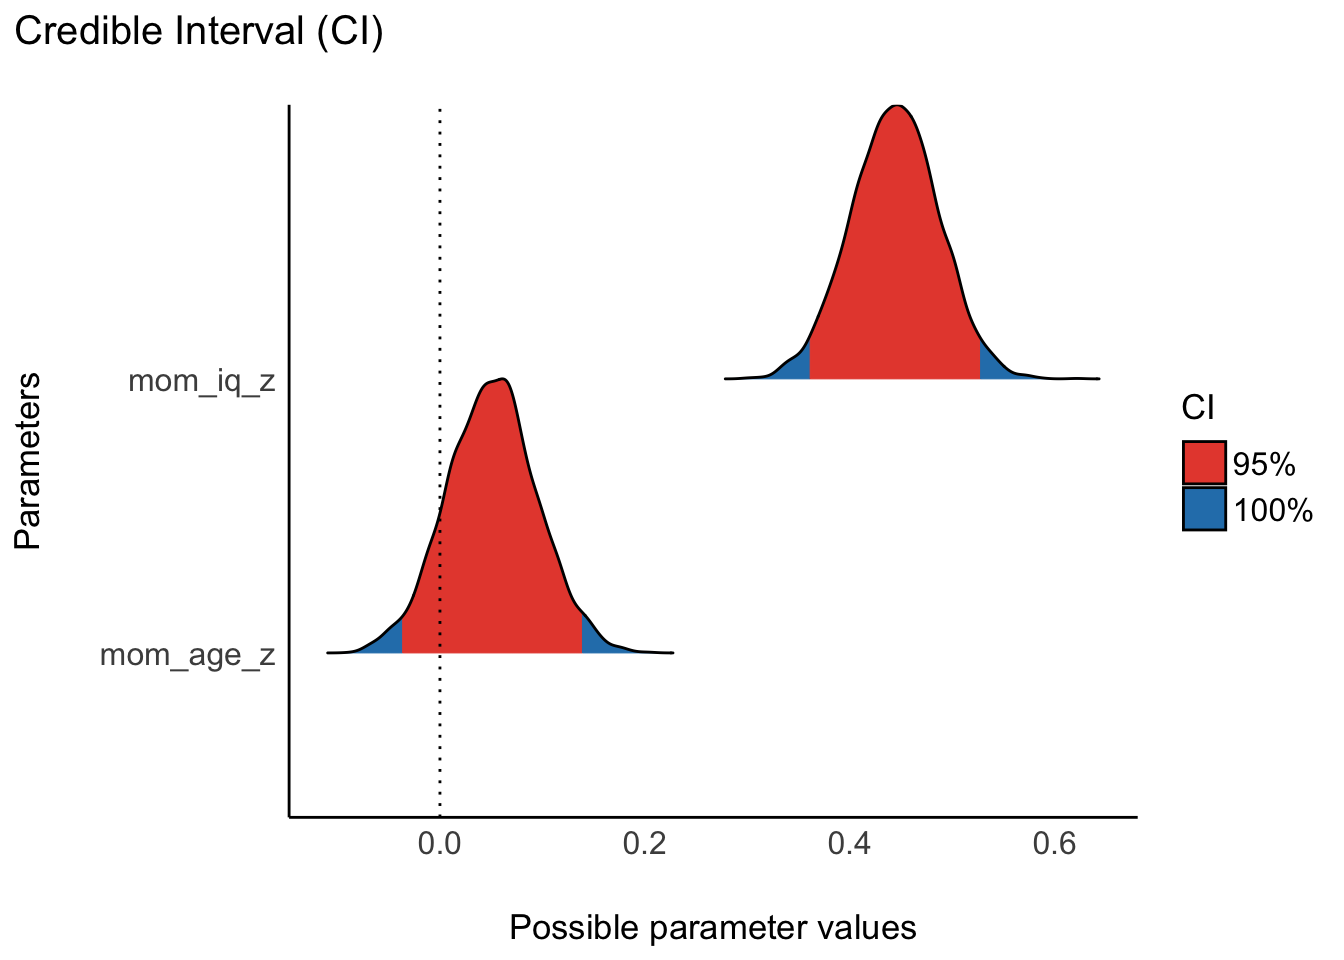 Credible Interval (CI)
Parameters
mom_iq_z
mom_age_z
0.0 0.2 0.4 0.6
Possible parameter values
CI
95%
100%